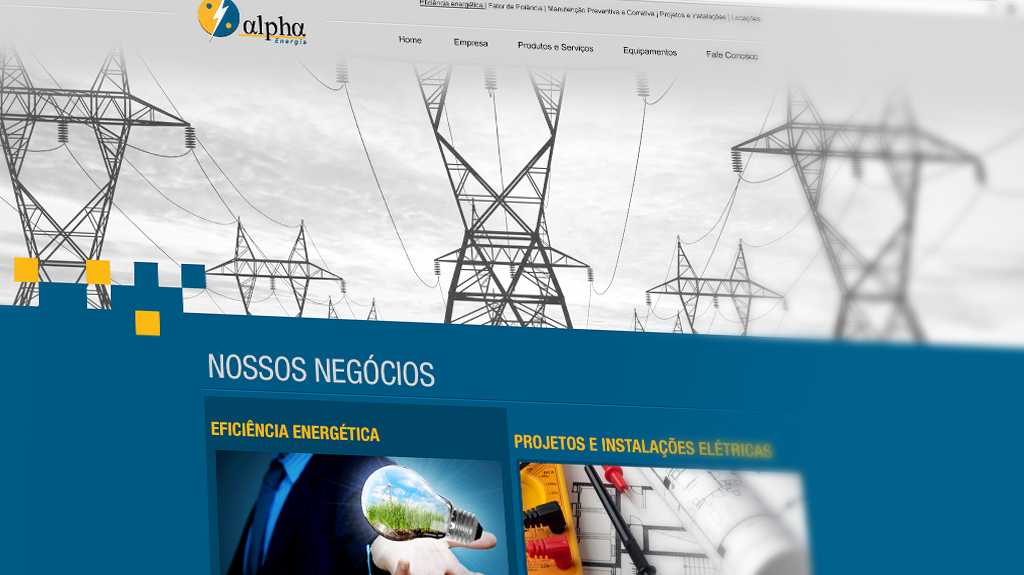 alpha
Energia
Eficiência energética | Fator de Potência | Manutenção Preventiva e Corretiva | Projetos e Instalações | Locações
Home
Empresa
Produtos e Serviços
Equipamentos
Fale Conosco
NOSSOS NEGÓCIOS
EFICIÊNCIA ENERGÉTICA
PROJETOS E INSTALAÇÕES ELÉTRICAS